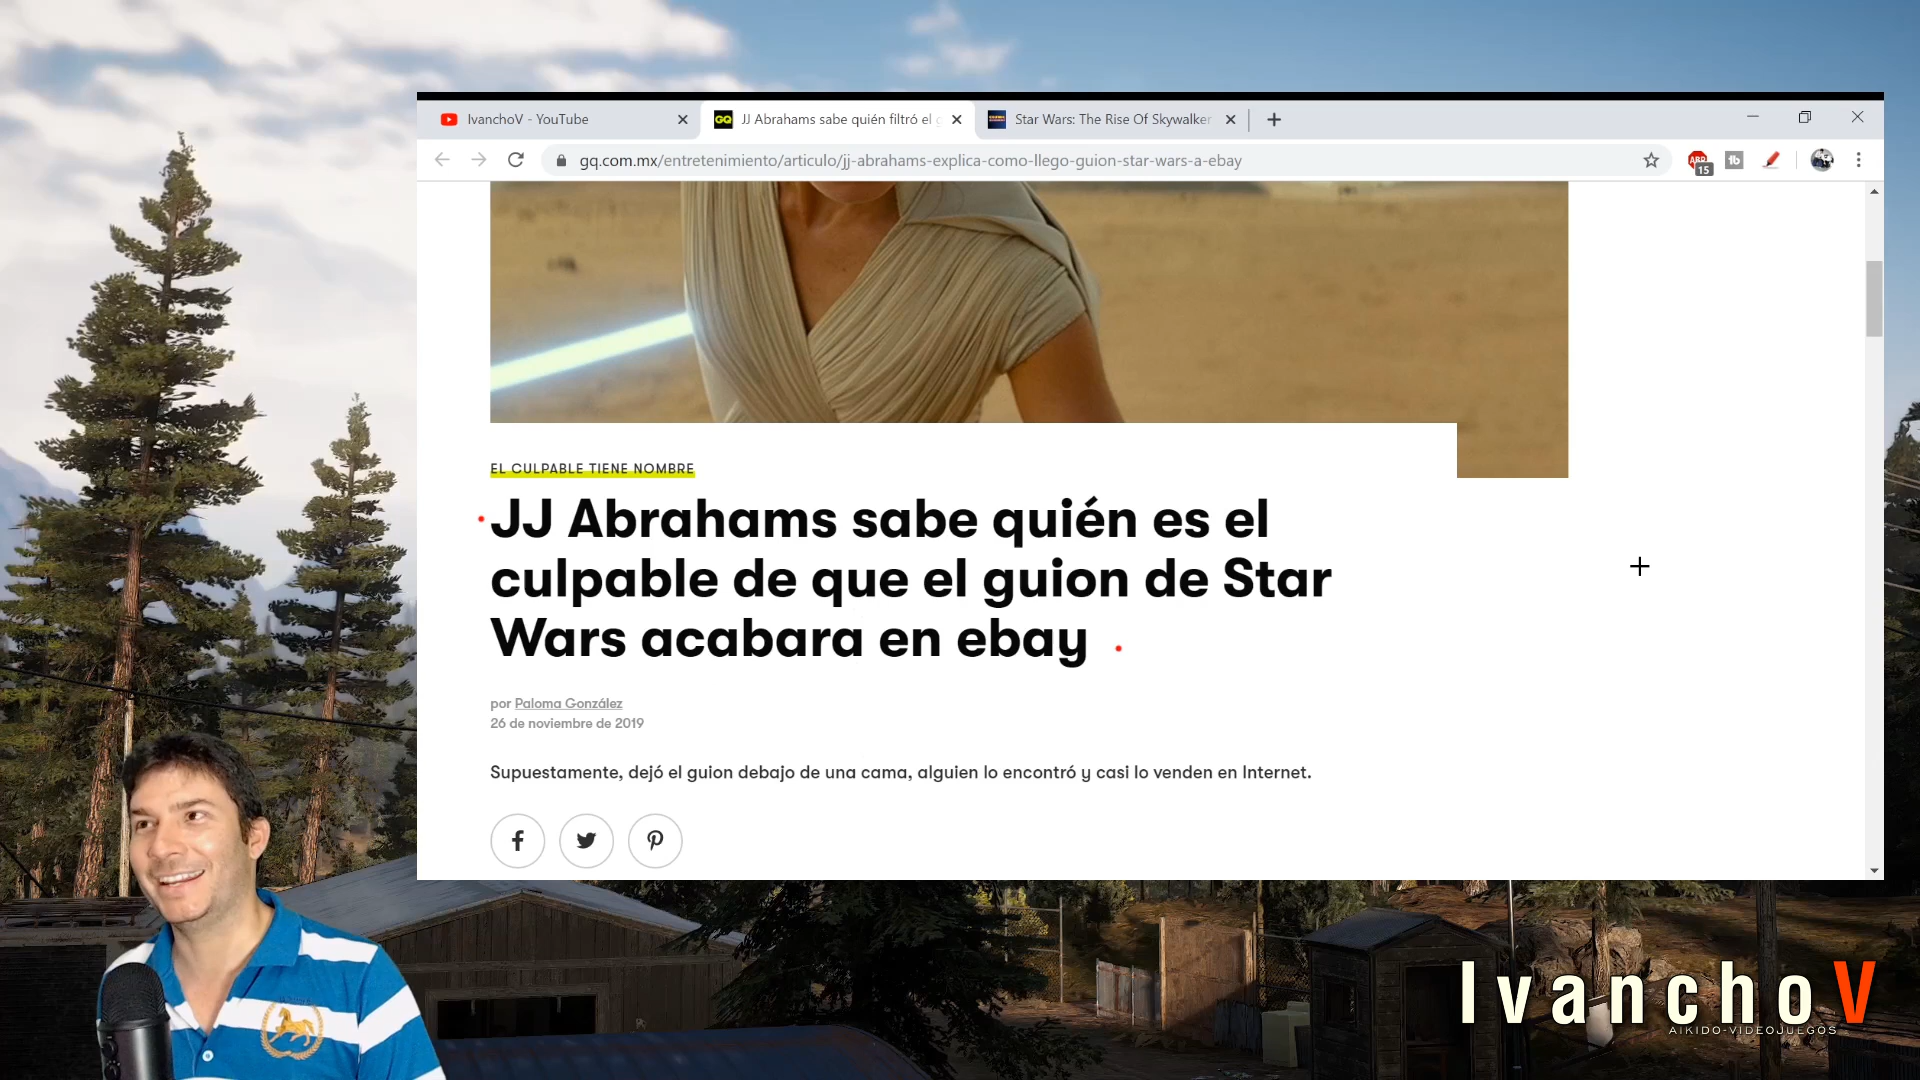 IvanchoV - YouTube
GQ
JJ Abrahams sabe quién filtró el g
Star Wars: The Rise Of Skywalker
gq.com.mx/entretenimiento/articulo/jj-abrahams-explica-como-llego-guion-star-wars-a-ebay
ABP
15
tb
EL CULPABLE TIENE NOMBRE
JJ Abrahams sabe quién es el
culpable de que el guion de Star
Wars acabara en ebay
por Paloma González
26 de noviembre de 2019
Supuestamente, dejó el guion debajo de una cama, alguien lo encontró y casi lo venden en Internet.
IvanchoV
AIKIDO-VIDEOJUEGOS